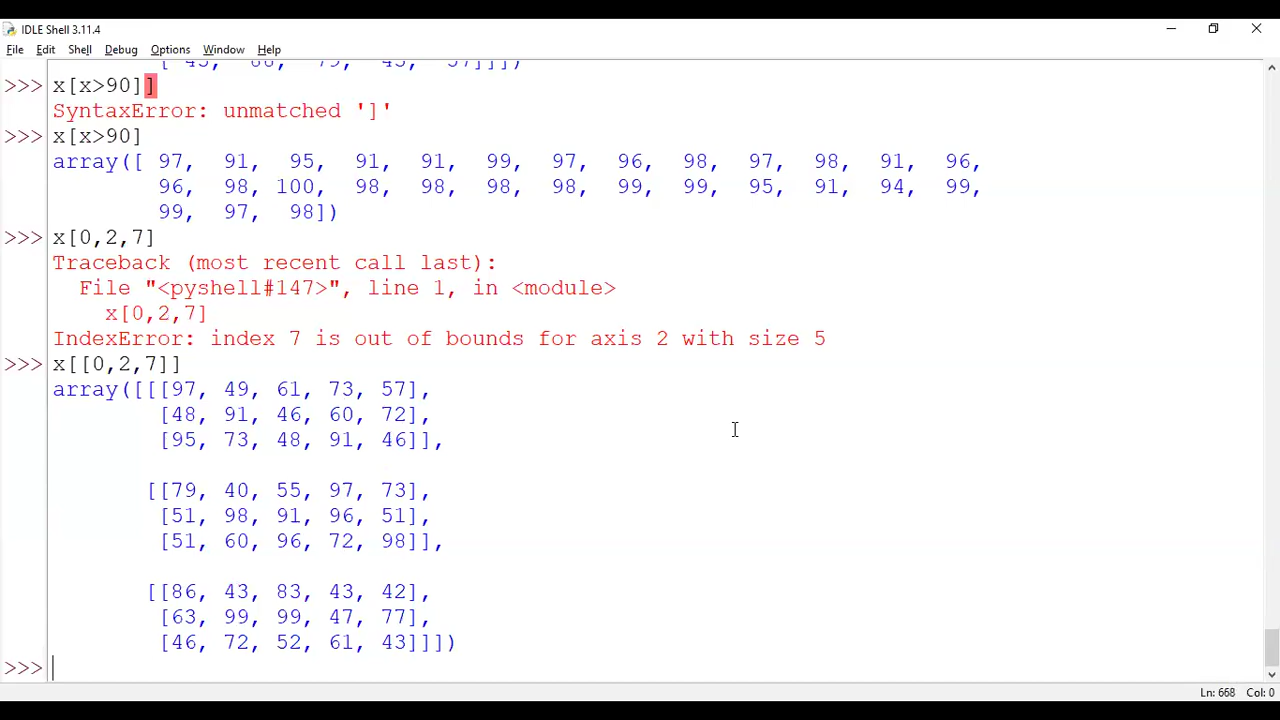 IDLE Shell 3.11.4
File Edit Shell Debug Options Window Help
[ 45, 66, 79, 45, 57]]])
>>> x[x>90]]
SyntaxError: unmatched ']'
>>> x[x>90]
array([ 97, 91, 95, 91, 91, 99, 97, 96, 98, 97, 98, 91, 96,
96, 98, 100, 98, 98, 98, 98, 99, 99, 95, 91, 94, 99,
99, 97, 98])
>>> x[0,2,7]
Traceback (most recent call last):
File "<pyshell#147>", line 1, in <module>
x[0,2,7]
IndexError: index 7 is out of bounds for axis 2 with size 5
>>> x[[0,2,7]]
array([[[97, 49, 61, 73, 57],
[48, 91, 46, 60, 72],
[95, 73, 48, 91, 46]],
[[79, 40, 55, 97, 73],
[51, 98, 91, 96, 51],
[51, 60, 96, 72, 98]],
[[86, 43, 83, 43, 42],
[63, 99, 99, 47, 77],
[46, 72, 52, 61, 43]]])
>>>
Ln: 668 Col: 0